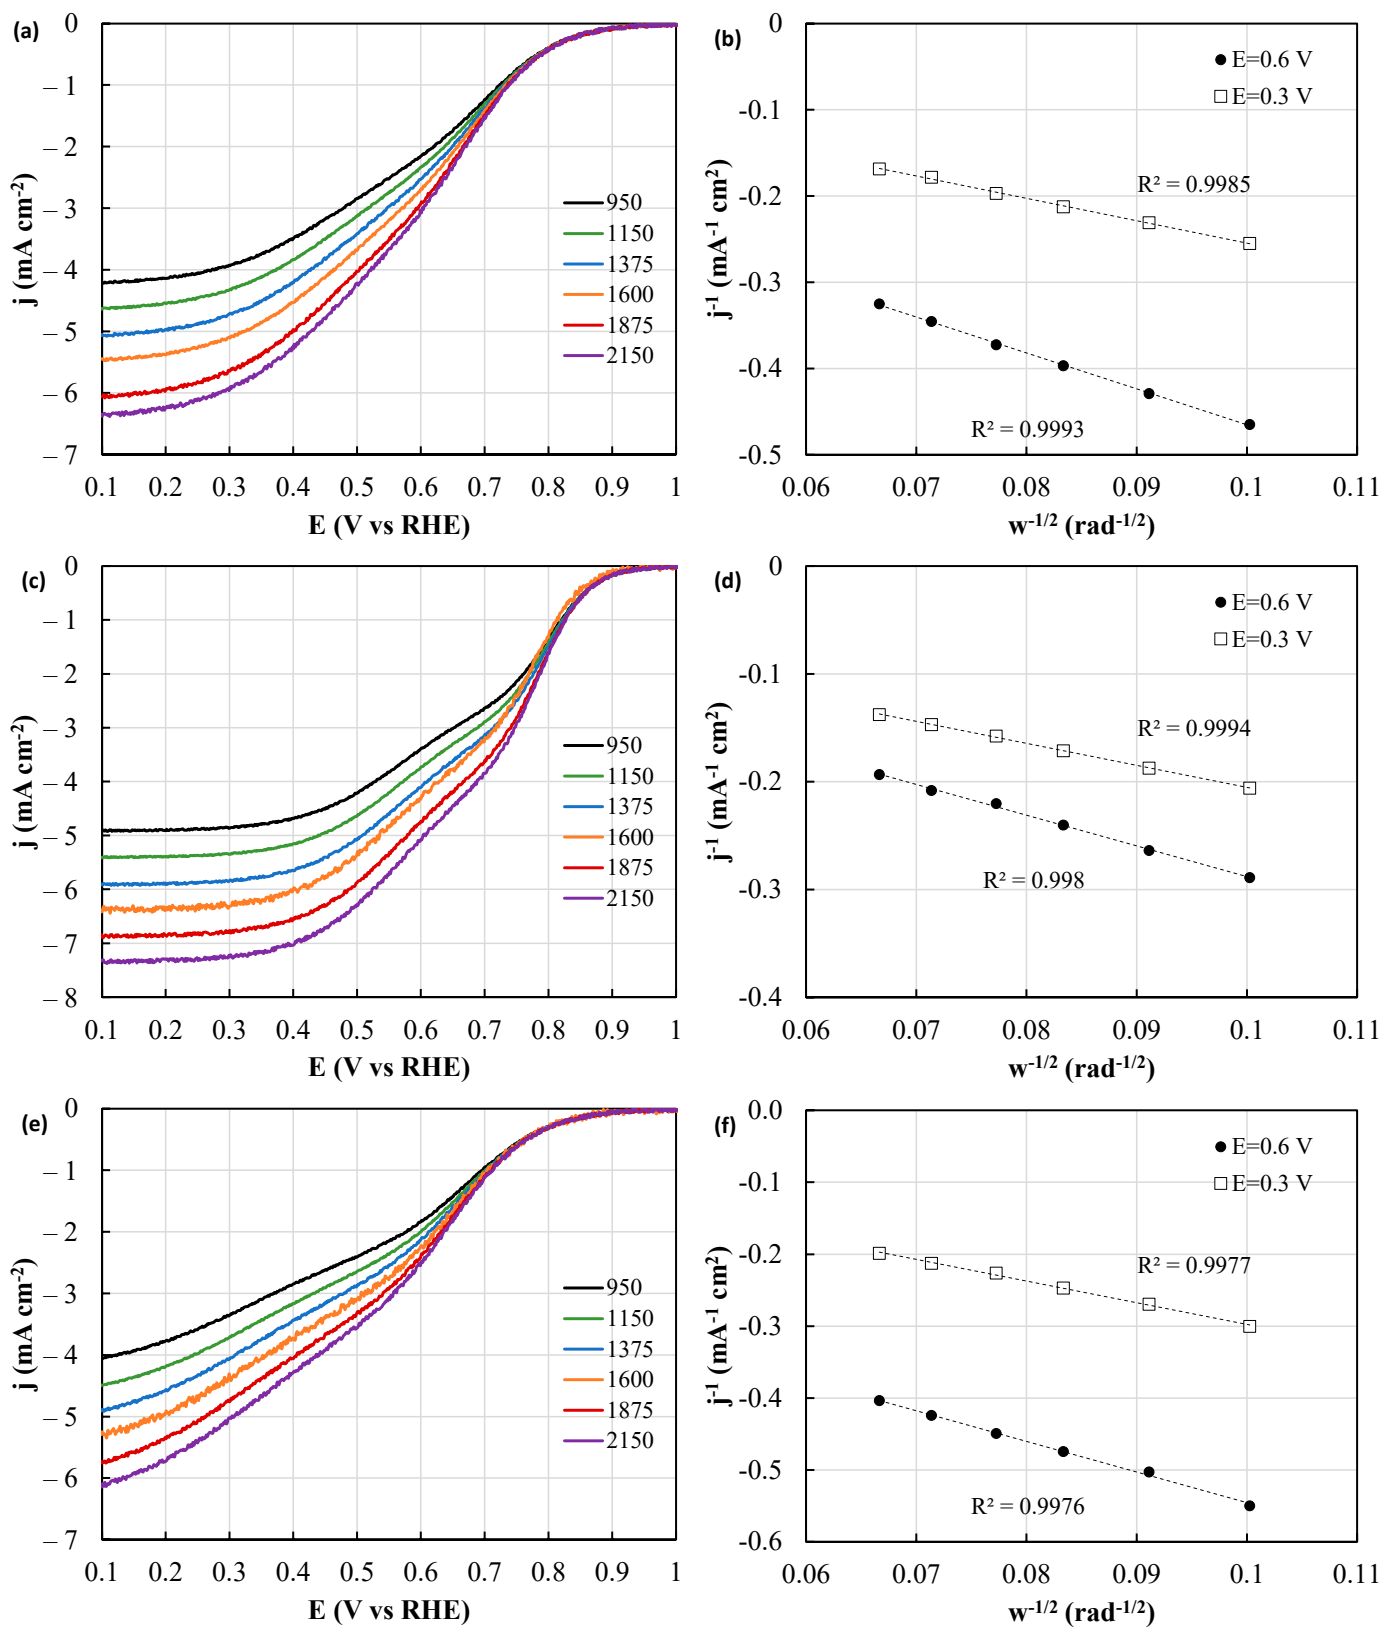 (a)
0
– 1
– 2
– 3
– 4
– 5
– 6
– 7
j (mA cm-2)
950
1150
1375
1600
1875
2150
0.1 0.2 0.3 0.4 0.5 0.6 0.7 0.8 0.9 1
E (V vs RHE)
(b)
0
-0.1
-0.2
-0.3
-0.4
-0.5
j-1 (mA-1 cm2)
E=0.6 V
E=0.3 V
R² = 0.9985
R² = 0.9993
0.06 0.07 0.08 0.09 0.1 0.11
w-1/2 (rad-1/2)
(c)
0
– 1
– 2
– 3
– 4
– 5
– 6
– 7
– 8
j (mA cm-2)
950
1150
1375
1600
1875
2150
0.1 0.2 0.3 0.4 0.5 0.6 0.7 0.8 0.9 1
E (V vs RHE)
(d)
0
-0.1
-0.2
-0.3
-0.4
j-1 (mA-1 cm2)
E=0.6 V
E=0.3 V
R² = 0.9994
R² = 0.998
0.06 0.07 0.08 0.09 0.1 0.11
w-1/2 (rad-1/2)
(e)
0
– 1
– 2
– 3
– 4
– 5
– 6
– 7
j (mA cm-2)
950
1150
1375
1600
1875
2150
0.1 0.2 0.3 0.4 0.5 0.6 0.7 0.8 0.9 1
E (V vs RHE)
(f)
0.0
-0.1
-0.2
-0.3
-0.4
-0.5
-0.6
j-1 (mA-1 cm2)
E=0.6 V
E=0.3 V
R² = 0.9977
R² = 0.9976
0.06 0.07 0.08 0.09 0.1 0.11
w-1/2 (rad-1/2)